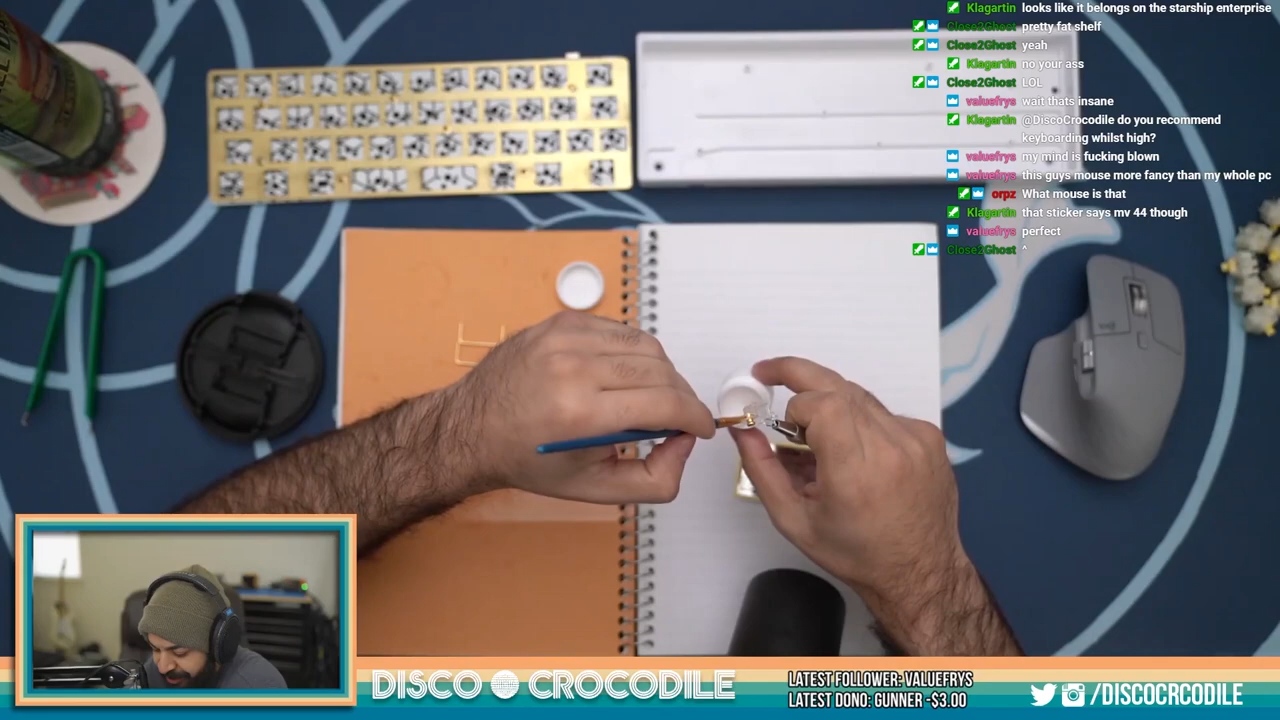 Klagartin looks like it belongs on the starship enterprise
Close2Ghost pretty fat shelf
Close2Ghost yeah
Klagartin no your ass
Close2Ghost LOL
valuefrys wait thats insane
Klagartin @DiscoCrocodile do you recommend
keyboarding whilst high?
valuefrys my mind is fucking blown
valuefrys this guys mouse more fancy than my whole pc
orpz What mouse is that
Klagartin that sticker says mv 44 though
valuefrys perfect
Close2Ghost ^
DISCO CROCODILE
LATEST FOLLOWER: VALUEFRYS
LATEST DONO: GUNNER -$3.00
/DISCOCRCODILE